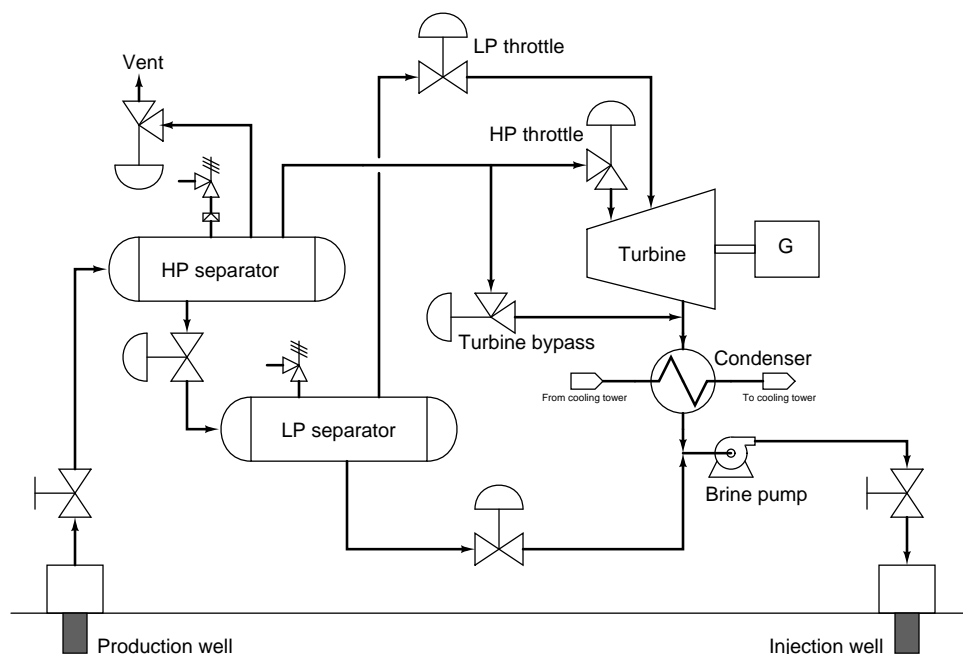 LP throttle
Vent
HP throttle
HP separator
Turbine
G
Turbine bypass
Condenser
From cooling tower
To cooling tower
LP separator
Brine pump
Production well
Injection well